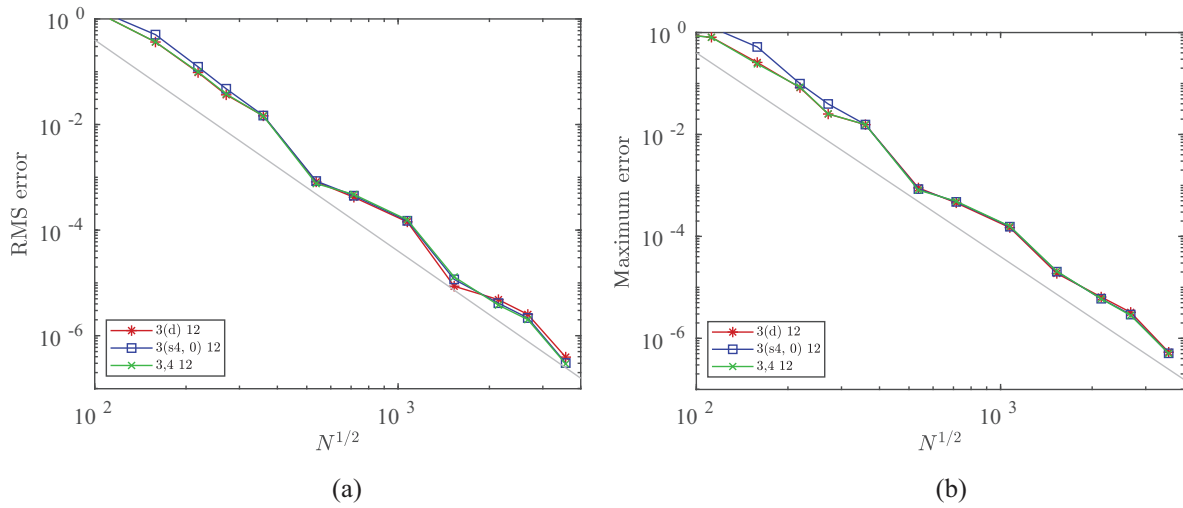 10^0
10^-2
10^-4
10^-6
RMS error
3(d) 12
3(s4, 0) 12
3,4 12
10^2
10^3
N^1/2
(a)
10^0
10^-2
10^-4
10^-6
Maximum error
3(d) 12
3(s4, 0) 12
3,4 12
10^2
10^3
N^1/2
(b)